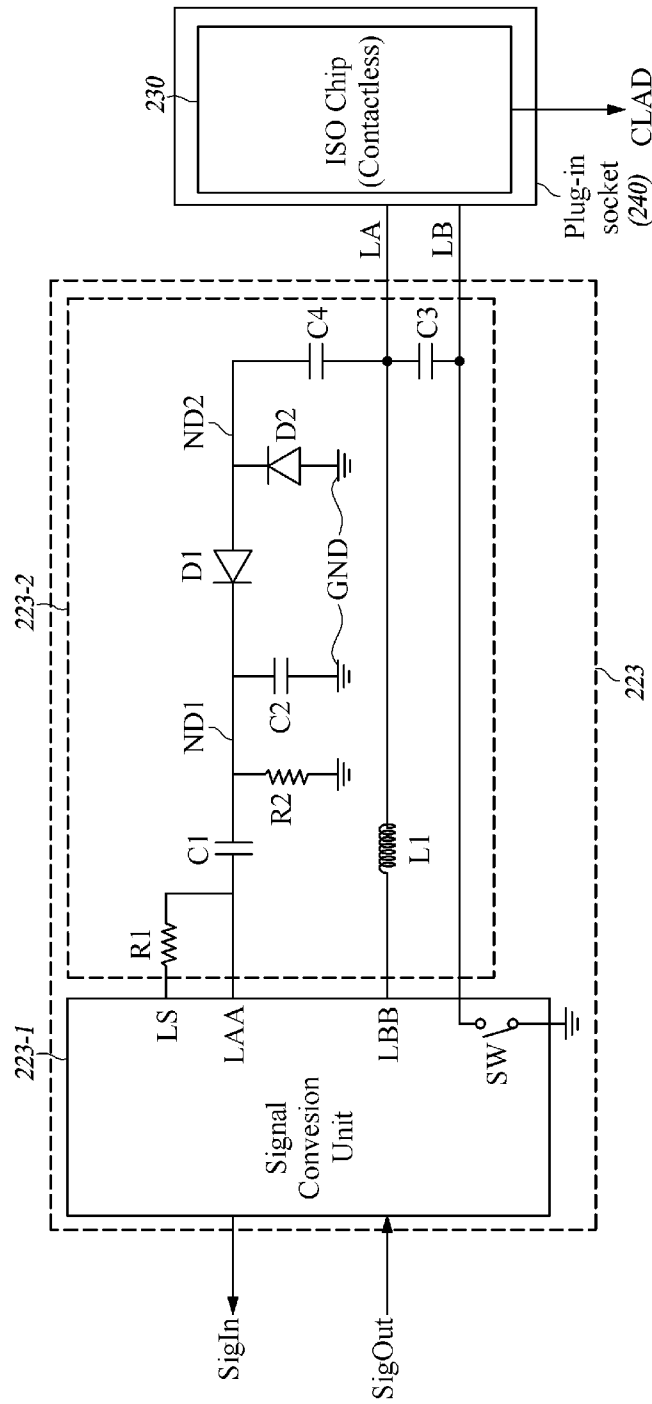 223-1
223-2
230
ISO Chip
(Contactless)
SigIn
SigOut
Signal
Convesion
Unit
LS
LAA
LBB
SW
R1
C1
R2
ND1
C2
D1
GND
ND2
D2
C4
C3
L1
LA
LB
Plug-in
socket
(240)
CLAD
223